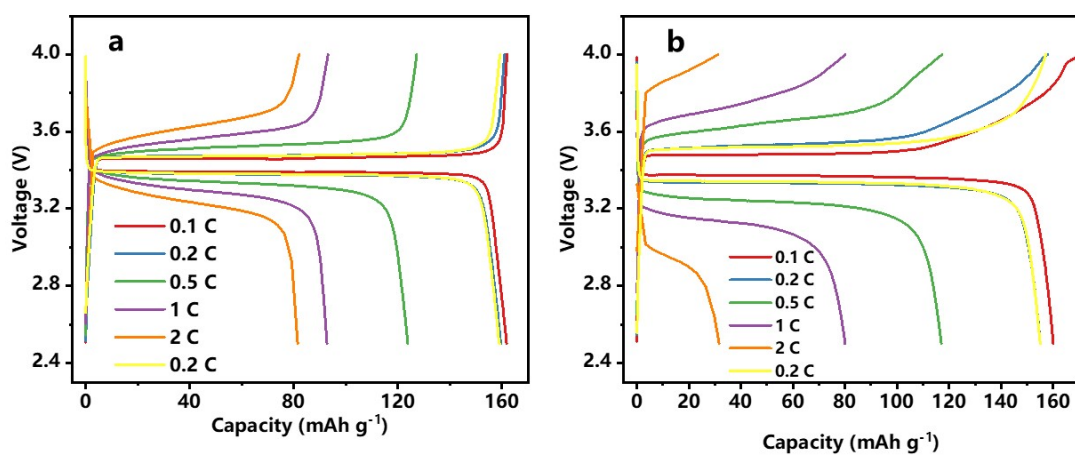 a
4.0
3.6
3.2
2.8
2.4
Voltage (V)
0.1 C
0.2 C
0.5 C
1 C
2 C
0.2 C
0 40 80 120 160
Capacity (mAh g⁻¹)
b
4.0
3.6
3.2
2.8
2.4
Voltage (V)
0.1 C
0.2 C
0.5 C
1 C
2 C
0.2 C
0 20 40 60 80 100 120 140 160
Capacity (mAh g⁻¹)